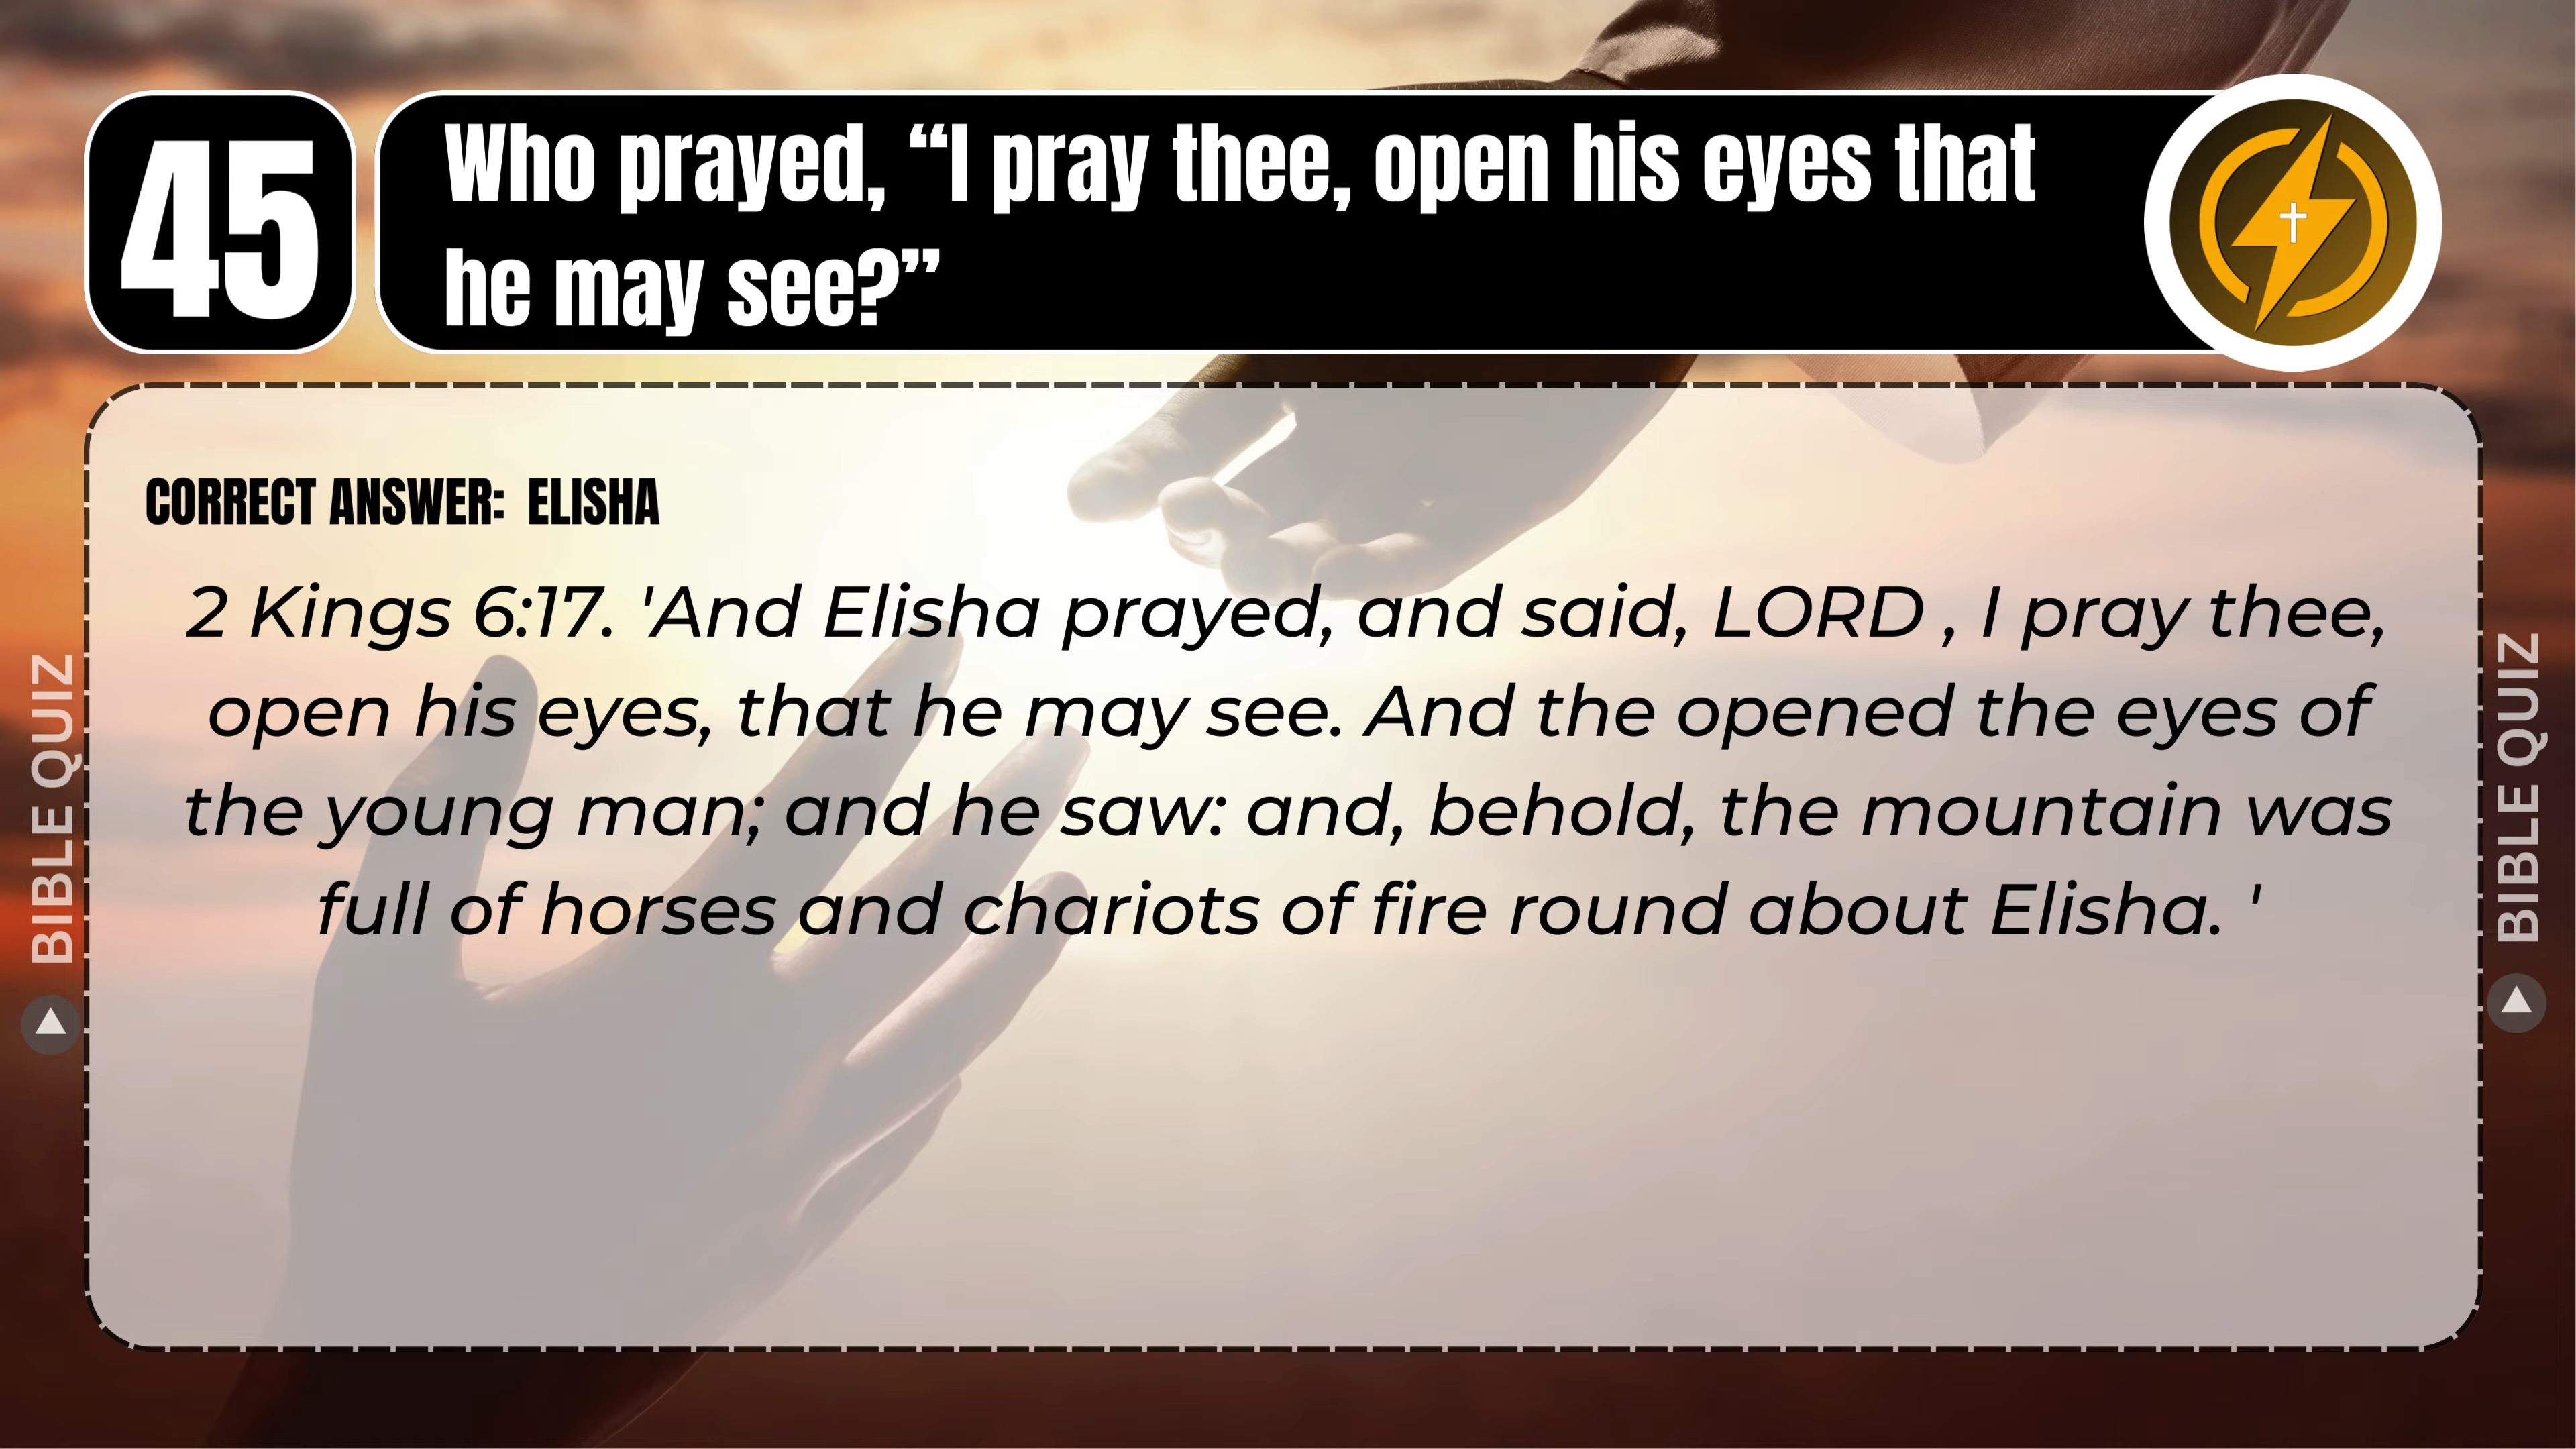 45
Who prayed, “I pray thee, open his eyes that
he may see?”
CORRECT ANSWER: ELISHA
2 Kings 6:17. 'And Elisha prayed, and said, LORD , I pray thee,
open his eyes, that he may see. And the opened the eyes of
the young man; and he saw: and, behold, the mountain was
full of horses and chariots of fire round about Elisha. '
BIBLE QUIZ
BIBLE QUIZ